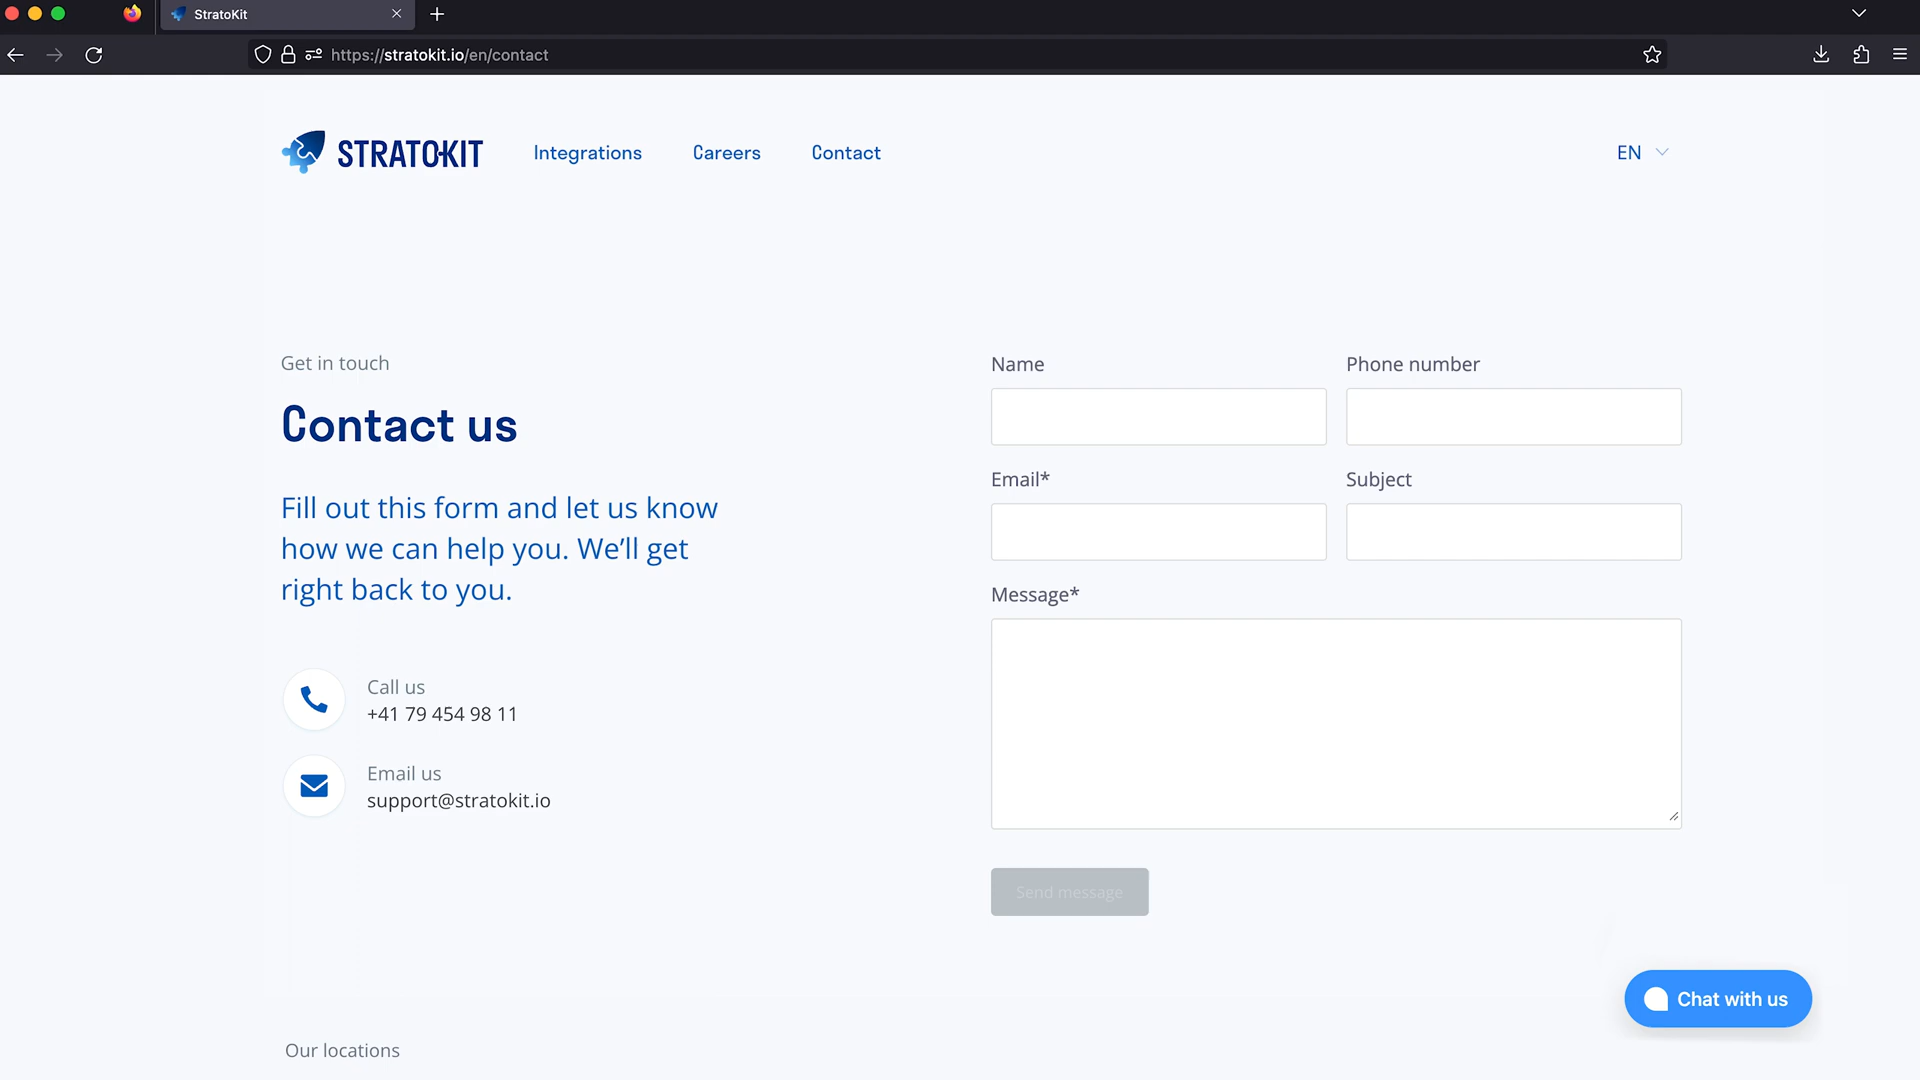 StratoKit
https://stratokit.io/en/contact
STRATOKIT
Integrations
Careers
Contact
EN
Get in touch
Contact us
Fill out this form and let us know
how we can help you. We’ll get
right back to you.
Call us
+41 79 454 98 11
Email us
support@stratokit.io
Name
Phone number
Email*
Subject
Message*
Send message
Chat with us
Our locations